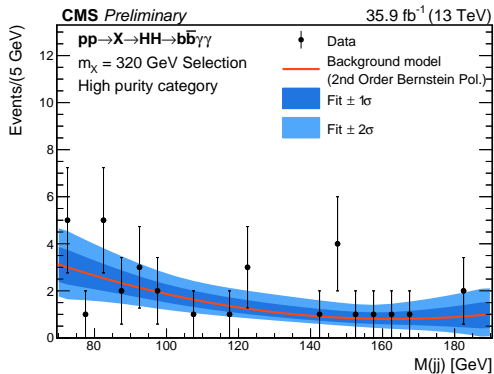 CMS Preliminary 35.9 fb⁻¹ (13 TeV)
pp→X→HH→bb̅γγ
m_X = 320 GeV Selection
High purity category
Data
Background model
(2nd Order Bernstein Pol.)
Fit ± 1σ
Fit ± 2σ
Events/(5 GeV)
12
10
8
6
4
2
0
80 100 120 140 160 180
M(jj) [GeV]